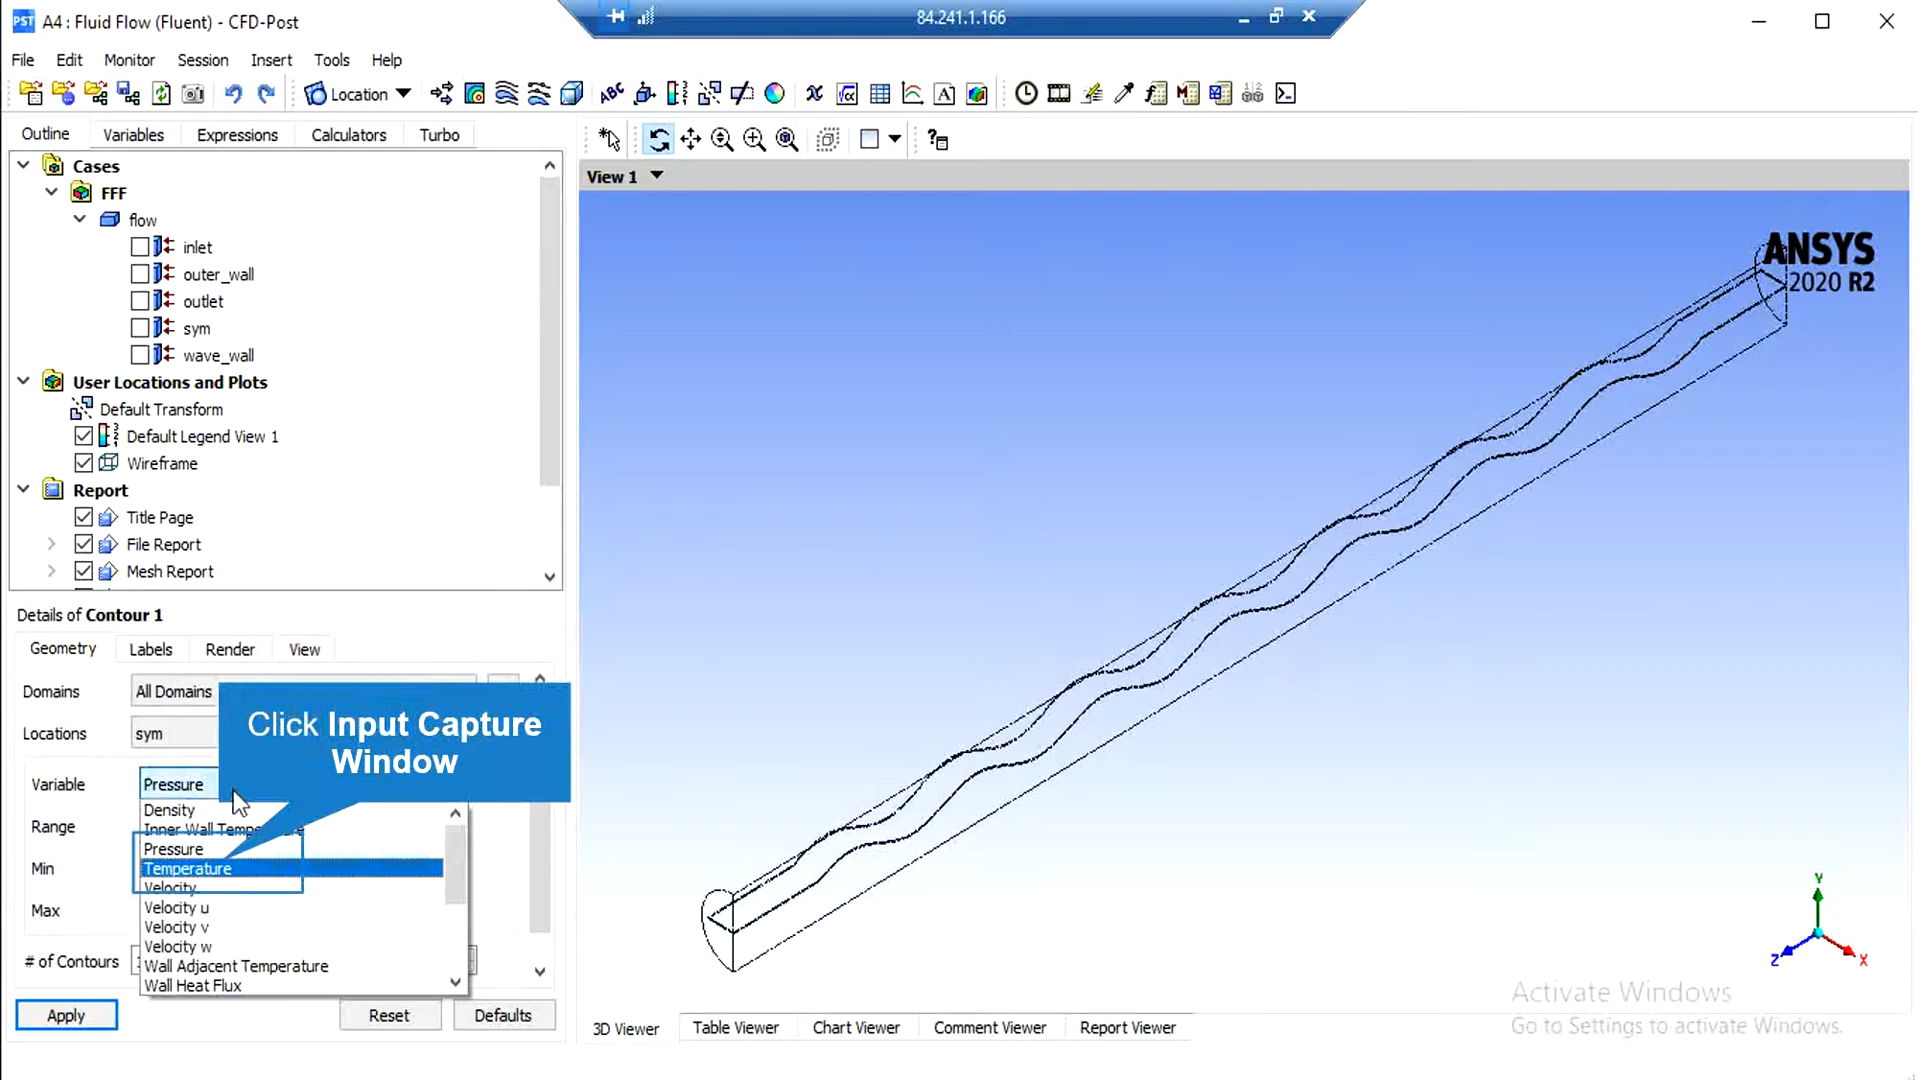 A4 : Fluid Flow (Fluent) - CFD-Post
84.241.1.166
File Edit Monitor Session Insert Tools Help
Location
Outline Variables Expressions Calculators Turbo
Cases
FFF
flow
inlet
outer_wall
outlet
sym
wave_wall
User Locations and Plots
Default Transform
Default Legend View 1
Wireframe
Report
Title Page
File Report
Mesh Report
View 1
ANSYS
2020 R2
Details of Contour 1
Geometry Labels Render View
Domains All Domains
Locations sym
Click Input Capture
Window
Variable Pressure
Range
Min
Max
# of Contours
Density
Inner Wall Temperature
Pressure
Temperature
Velocity
Velocity u
Velocity v
Velocity w
Wall Adjacent Temperature
Wall Heat Flux
Apply Reset Defaults
Y
Z
X
3D Viewer Table Viewer Chart Viewer Comment Viewer Report Viewer
Activate Windows
Go to Settings to activate Windows.